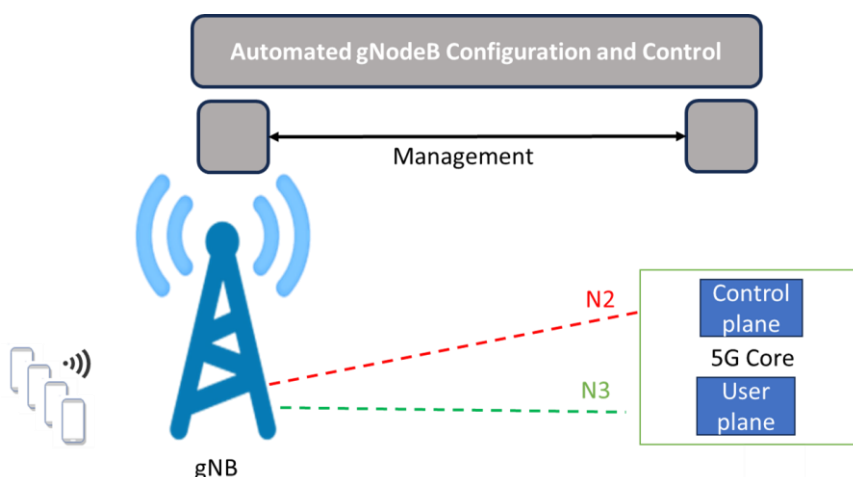 Automated gNodeB Configuration and Control
Management
N2
Control
plane
5G Core
N3
User
plane
gNB